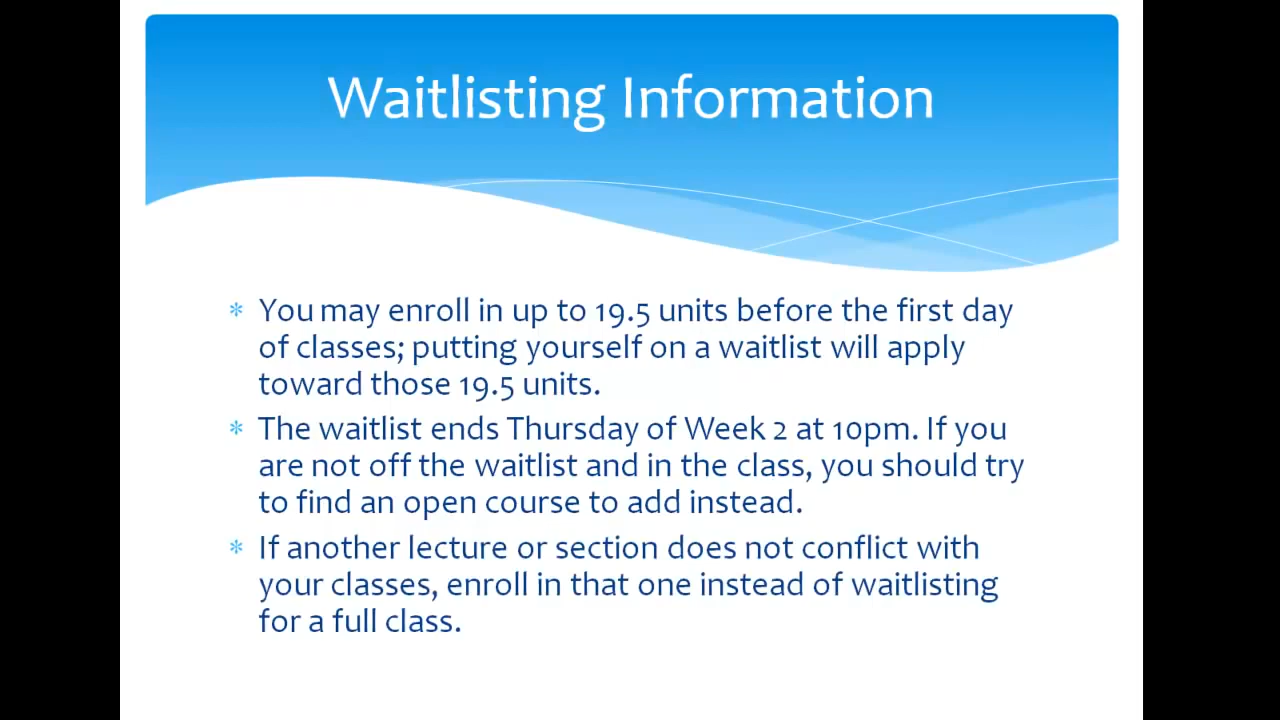 Waitlisting Information
* You may enroll in up to 19.5 units before the first day
of classes; putting yourself on a waitlist will apply
toward those 19.5 units.
* The waitlist ends Thursday of Week 2 at 10pm. If you
are not off the waitlist and in the class, you should try
to find an open course to add instead.
* If another lecture or section does not conflict with
your classes, enroll in that one instead of waitlisting
for a full class.